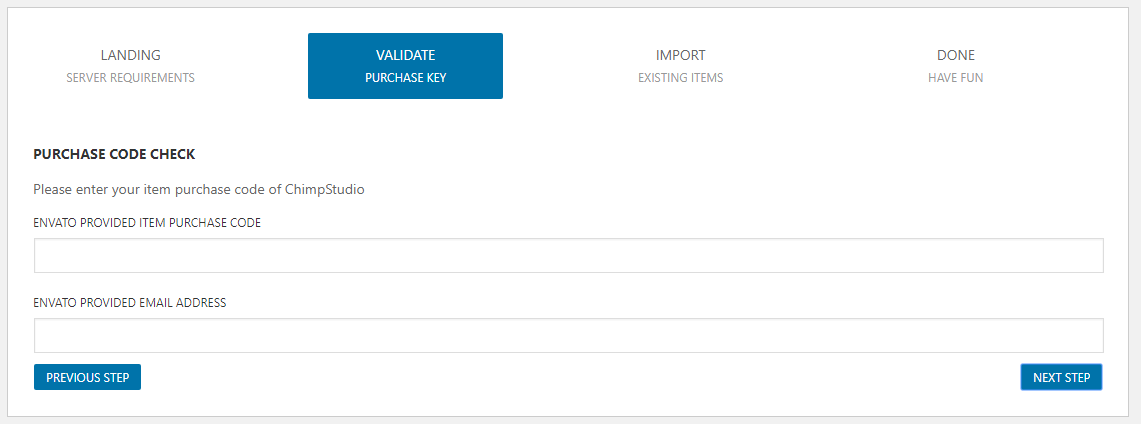 LANDING
SERVER REQUIREMENTS
VALIDATE
PURCHASE KEY
IMPORT
EXISTING ITEMS
DONE
HAVE FUN
PURCHASE CODE CHECK
Please enter your item purchase code of ChimpStudio
ENVATO PROVIDED ITEM PURCHASE CODE
ENVATO PROVIDED EMAIL ADDRESS
PREVIOUS STEP
NEXT STEP